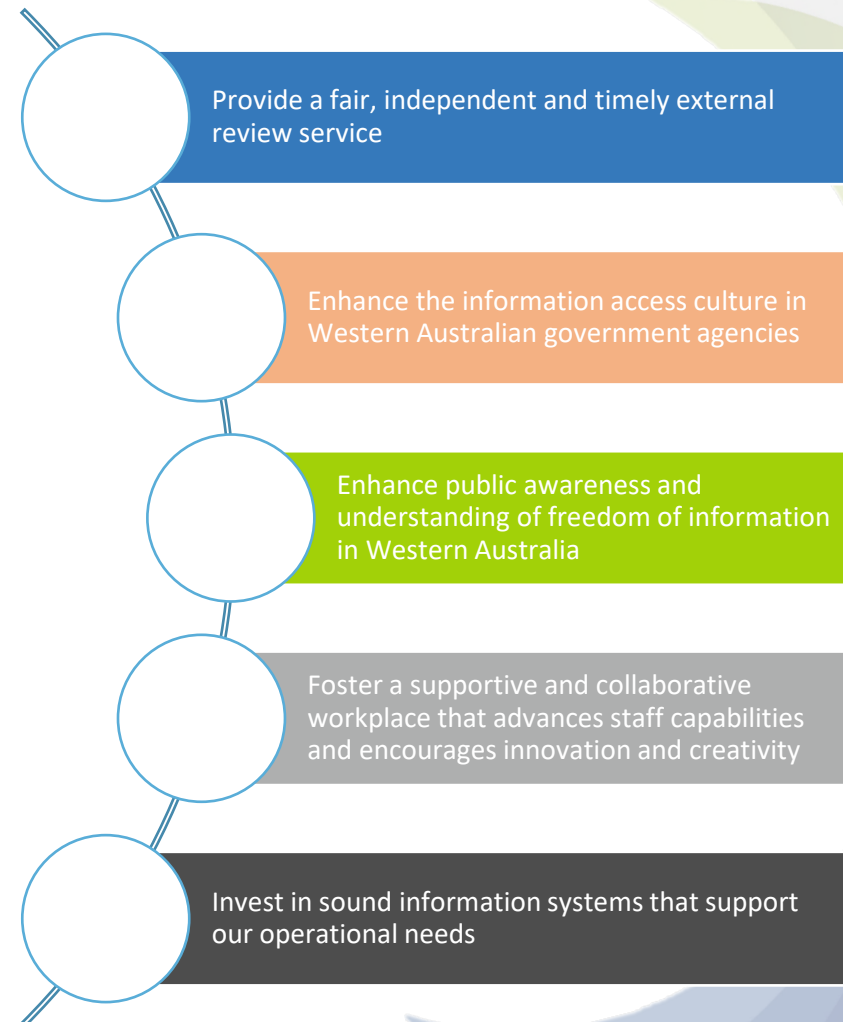 Provide a fair, independent and timely external
review service
Enhance the information access culture in
Western Australian government agencies
Enhance public awareness and
understanding of freedom of information
in Western Australia
Foster a supportive and collaborative
workplace that advances staff capabilities
and encourages innovation and creativity
Invest in sound information systems that support
our operational needs